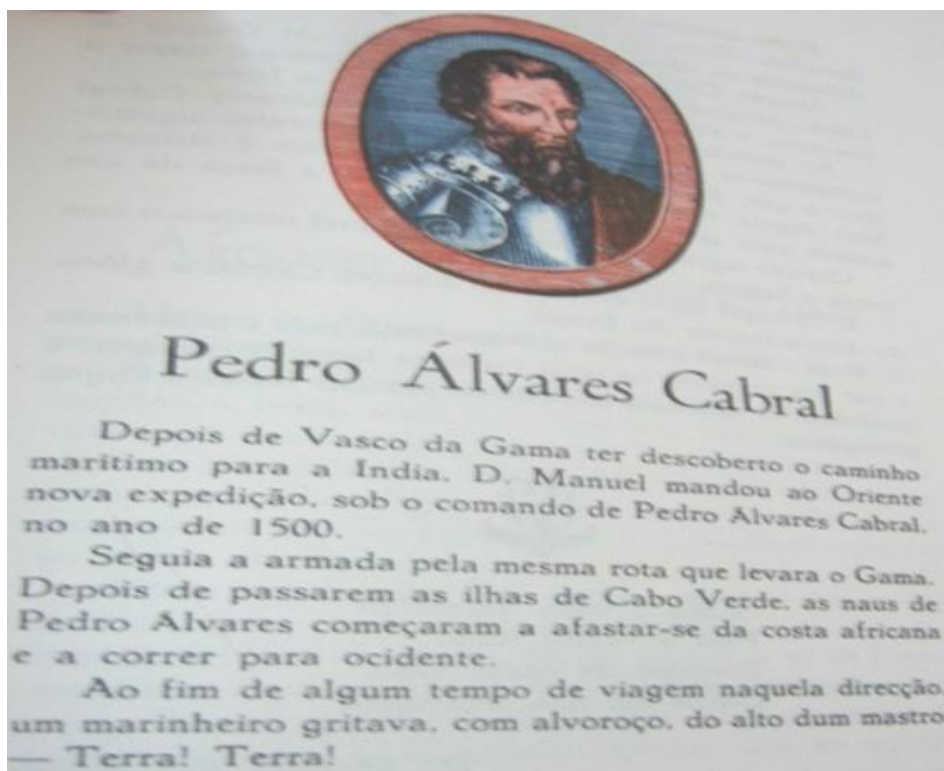 Pedro Álvares Cabral
Depois de Vasco da Gama ter descoberto o caminho
marítimo para a Índia, D. Manuel mandou ao Oriente
nova expedição, sob o comando de Pedro Álvares Cabral,
no ano de 1500.
Seguia a armada pela mesma rota que levara o Gama.
Depois de passarem as ilhas de Cabo Verde, as naus de
Pedro Álvares começaram a afastar-se da costa africana
e a correr para ocidente.
Ao fim de algum tempo de viagem naquela direcção,
um marinheiro gritava, com alvoroço, do alto dum mastro
— Terra! Terra!